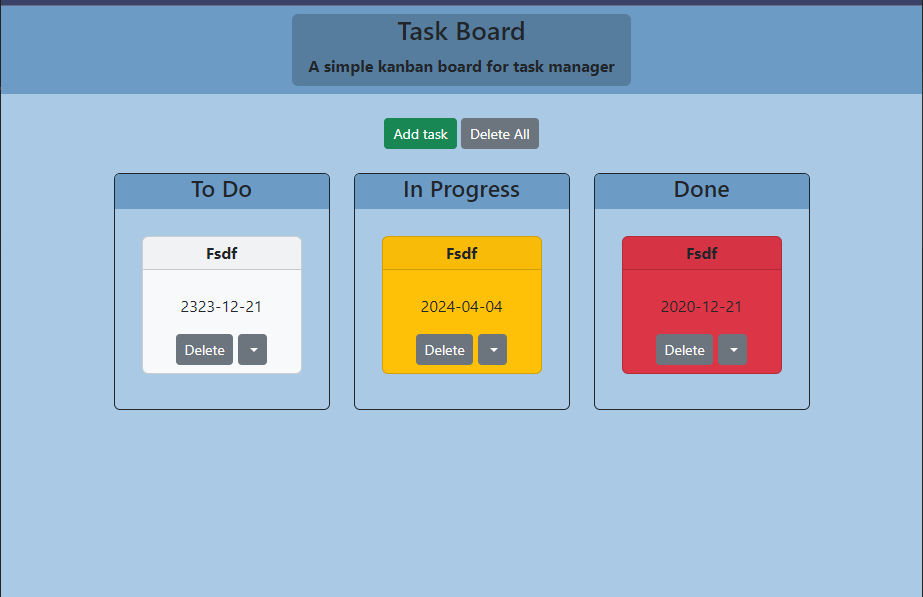 Task Board
A simple kanban board for task manager
Add task Delete All
To Do In Progress Done
Fsdf Fsdf Fsdf
2323-12-21 2024-04-04 2020-12-21
Delete Delete Delete